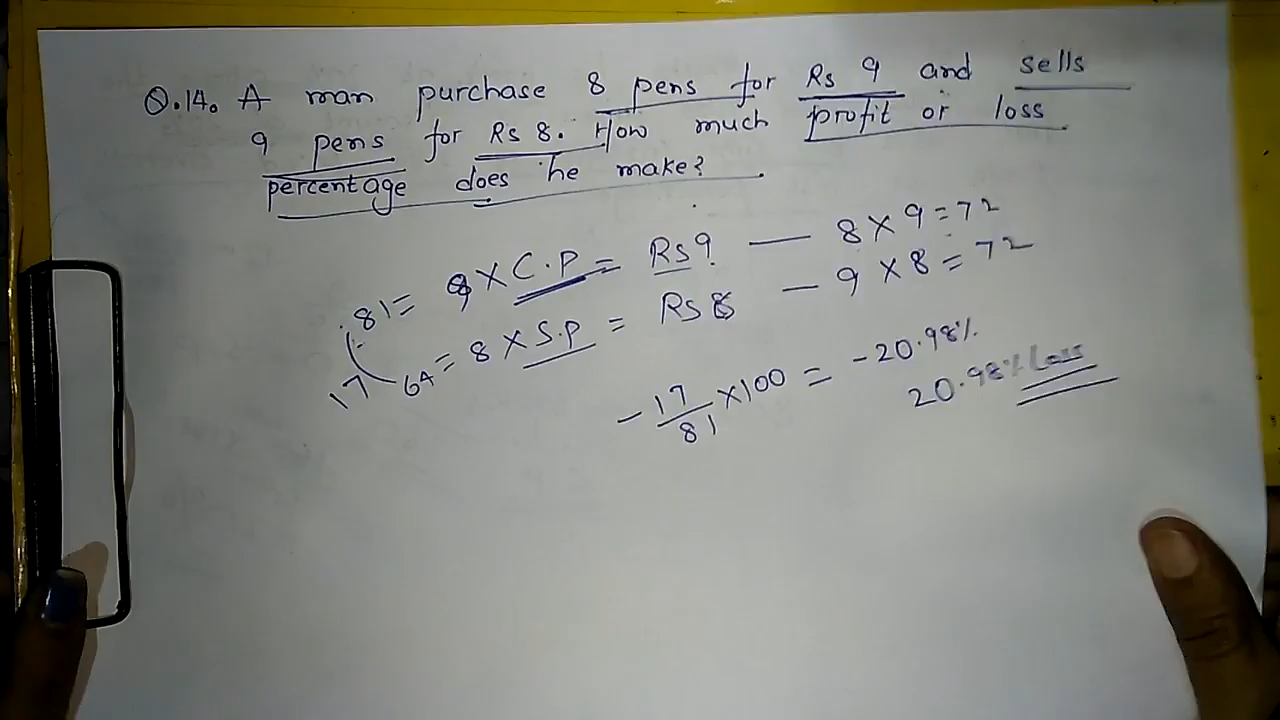 Q.14. A man purchase 8 pens for Rs 9 and sells
9 pens for Rs 8. How much profit or loss
percentage does he make?
81 = 9 X C.P = Rs 9 — 8 X 9 = 72
17 64 = 8 X S.P = Rs 8 — 9 X 8 = 72
- 17/81 X 100 = - 20.98%
20.98% Loss